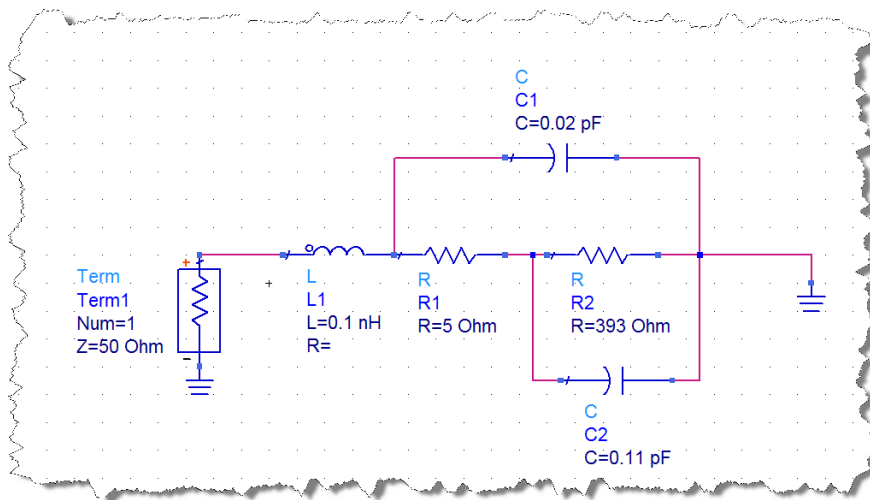 C
C1
C=0.02 pF
+
Term
Term1
Num=1
Z=50 Ohm
-
L
L1
L=0.1 nH
R=
R
R1
R=5 Ohm
R
R2
R=393 Ohm
C
C2
C=0.11 pF